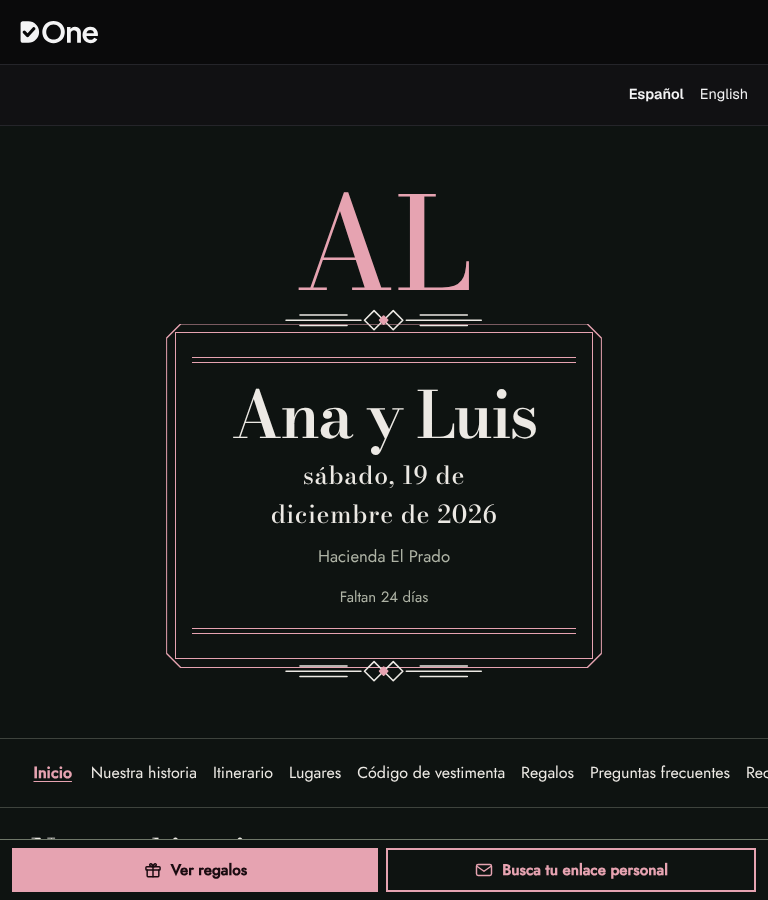 One
Español English
AL
Ana y Luis
sábado, 19 de
diciembre de 2026
Hacienda El Prado
Faltan 24 días
Inicio Nuestra historia Itinerario Lugares Código de vestimenta Regalos Preguntas frecuentes
Ver regalos Busca tu enlace personal